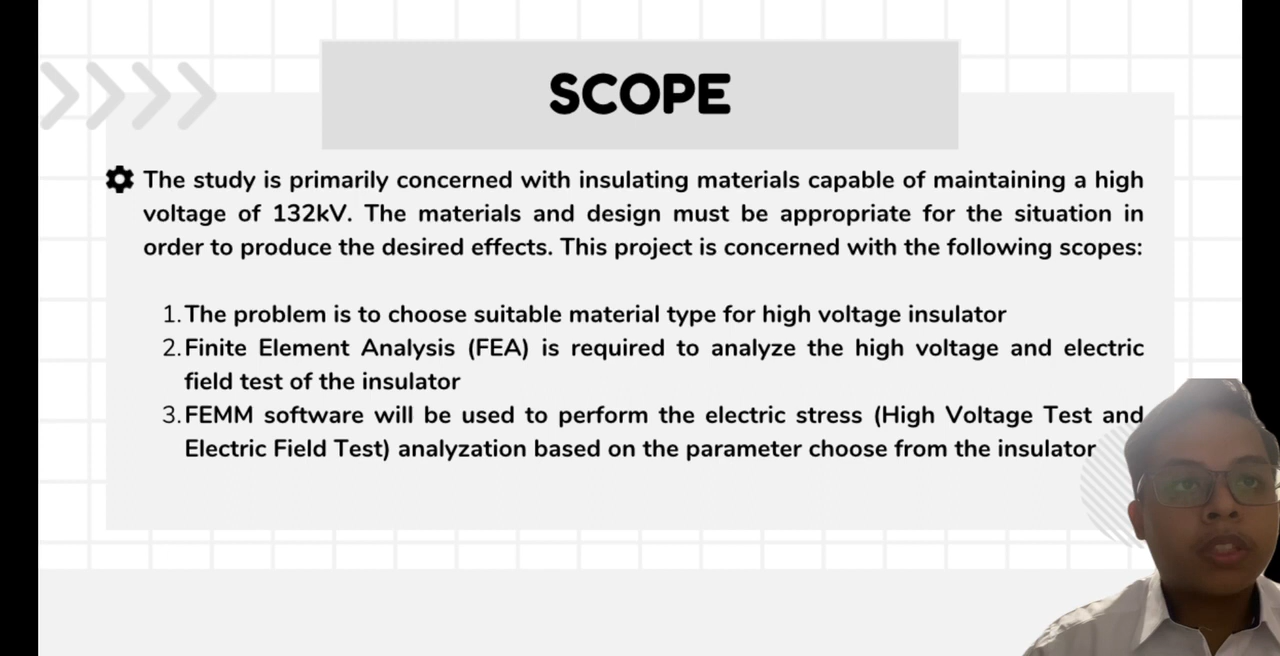 SCOPE
The study is primarily concerned with insulating materials capable of maintaining a high
voltage of 132kV. The materials and design must be appropriate for the situation in
order to produce the desired effects. This project is concerned with the following scopes:
1. The problem is to choose suitable material type for high voltage insulator
2. Finite Element Analysis (FEA) is required to analyze the high voltage and electric
field test of the insulator
3. FEMM software will be used to perform the electric stress (High Voltage Test and
Electric Field Test) analyzation based on the parameter choose from the insulator